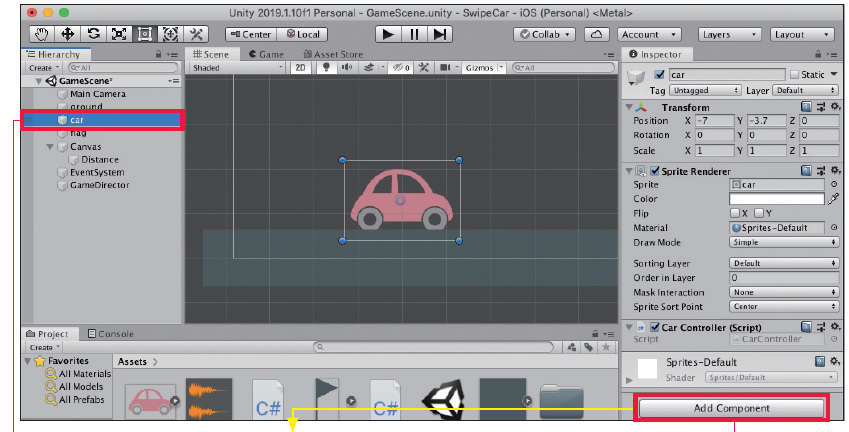 Unity 2019.1.10f1 Personal - GameScene.unity - SwipeCar - iOS (Personal) <Metal>
Center Local Collab Account Layers Layout
Hierarchy
Create All
GameScene*
Main Camera
ground
car
flag
Canvas
Distance
EventSystem
GameDirector
Scene Game Asset Store
Shaded 2D 0 Gizmos All
Inspector
car Static
Tag Untagged Layer Default
Transform
Position X -7 Y -3.7 Z 0
Rotation X 0 Y 0 Z 0
Scale X 1 Y 1 Z 1
Sprite Renderer
Sprite car
Color
Flip X Y
Material Sprites-Default
Draw Mode Simple
Sorting Layer Default
Order in Layer 0
Mask Interaction None
Sprite Sort Point Center
Car Controller (Script)
Script CarController
Sprites-Default
Shader Sprites/Default
Add Component
Project Console
Create
Favorites
All Materials
All Models
All Prefabs
Assets
C# C#